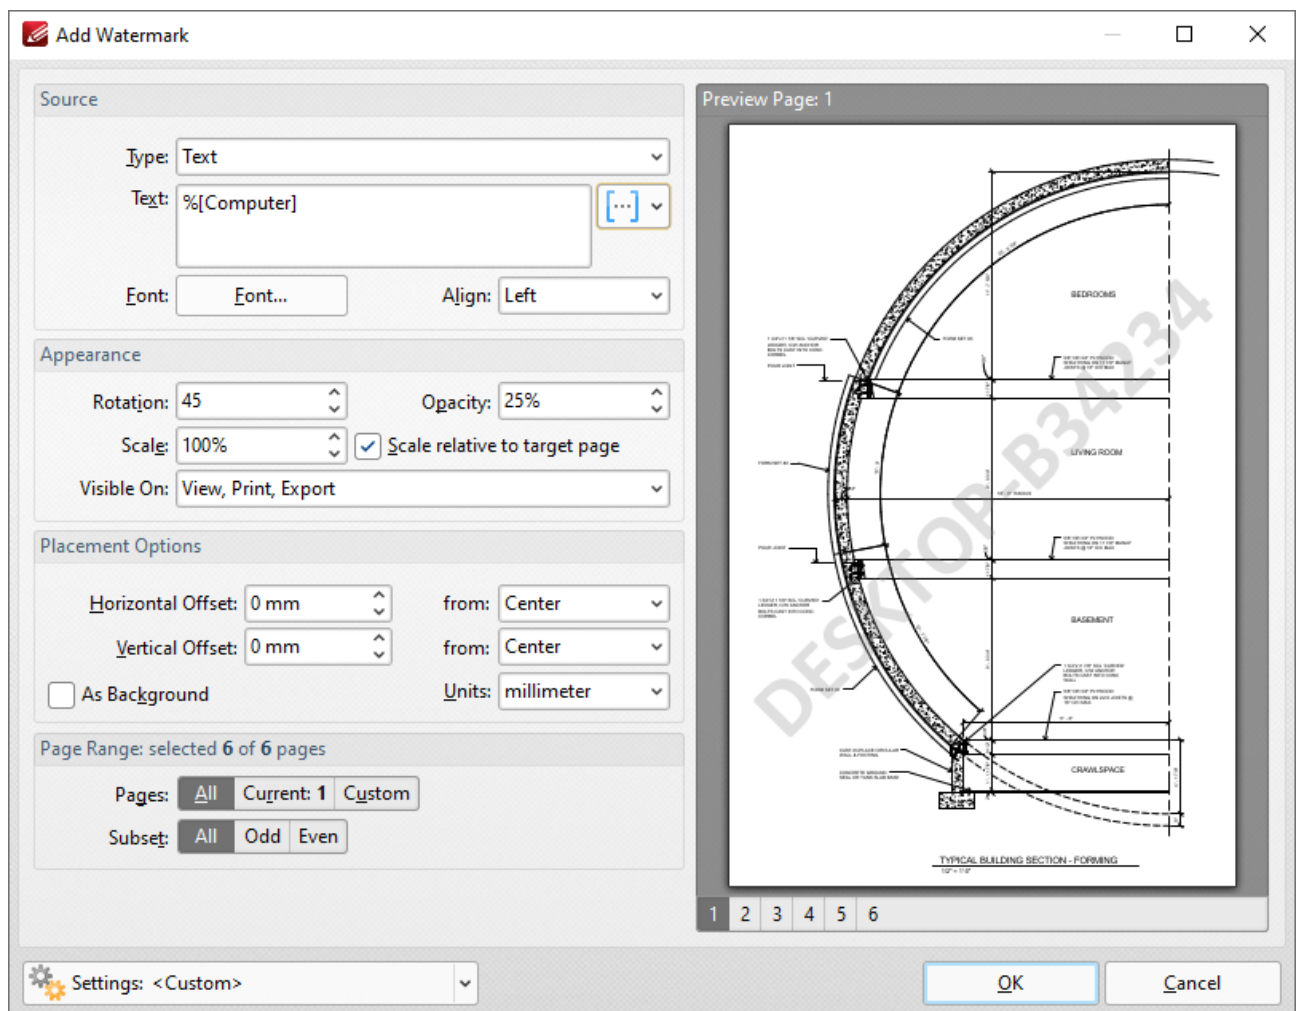 Add Watermark
Source
Type: Text
Text: %[Computer]
Font: Font... Align: Left
Appearance
Rotation: 45 Opacity: 25%
Scale: 100% Scale relative to target page
Visible On: View, Print, Export
Placement Options
Horizontal Offset: 0 mm from: Center
Vertical Offset: 0 mm from: Center
As Background Units: millimeter
Page Range: selected 6 of 6 pages
Pages: All Current: 1 Custom
Subset: All Odd Even
Preview Page: 1
BEDROOMS
LIVING ROOM
BASEMENT
CRAWLSPACE
DESKTOP-B34234
TYPICAL BUILDING SECTION - FORMING
1/2" = 1'-0"
1 2 3 4 5 6
Settings: <Custom>
OK Cancel